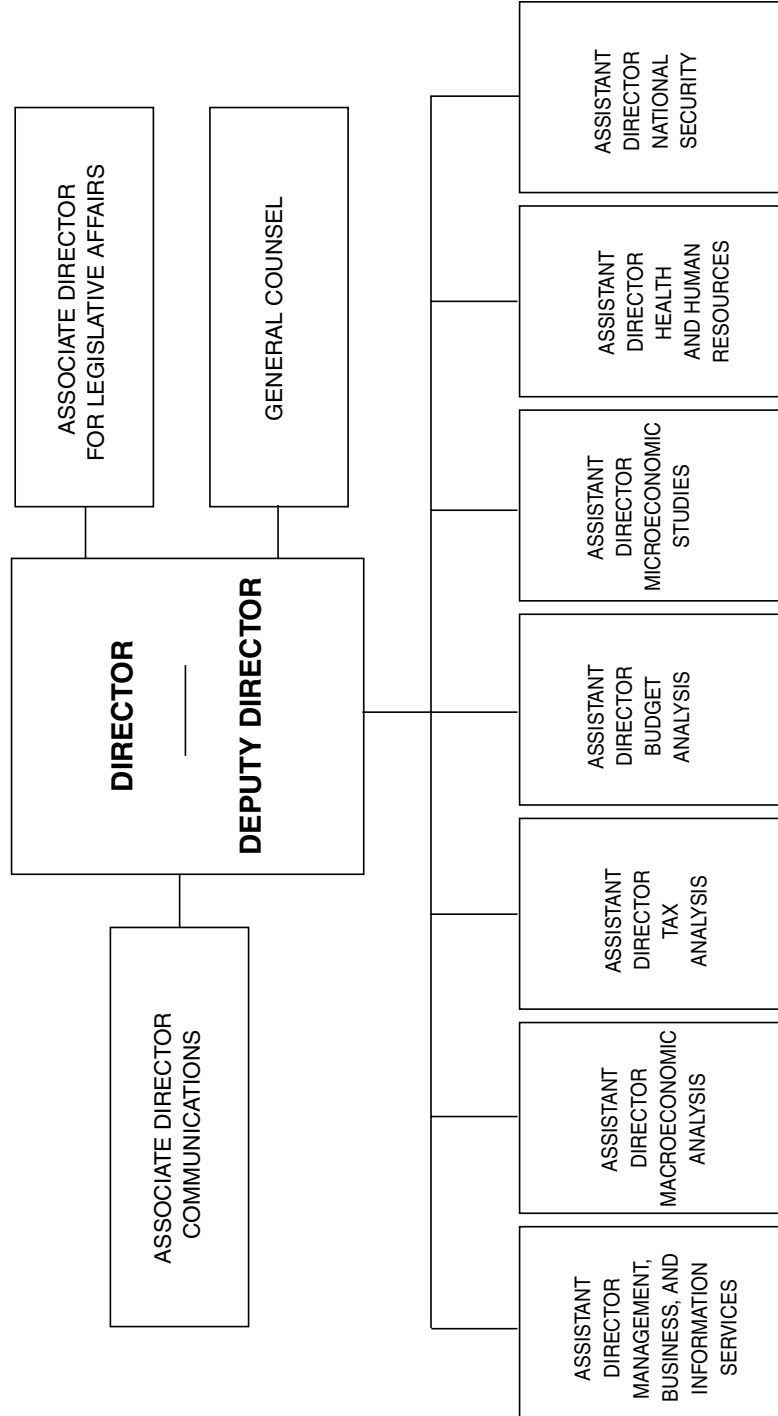 ASSOCIATE DIRECTOR
COMMUNICATIONS
DIRECTOR
DEPUTY DIRECTOR
ASSOCIATE DIRECTOR
FOR LEGISLATIVE AFFAIRS
GENERAL COUNSEL
ASSISTANT
DIRECTOR
MANAGEMENT,
BUSINESS, AND
INFORMATION
SERVICES
ASSISTANT
DIRECTOR
MACROECONOMIC
ANALYSIS
ASSISTANT
DIRECTOR
TAX
ANALYSIS
ASSISTANT
DIRECTOR
BUDGET
ANALYSIS
ASSISTANT
DIRECTOR
MICROECONOMIC
STUDIES
ASSISTANT
DIRECTOR
HEALTH
AND HUMAN
RESOURCES
ASSISTANT
DIRECTOR
NATIONAL
SECURITY